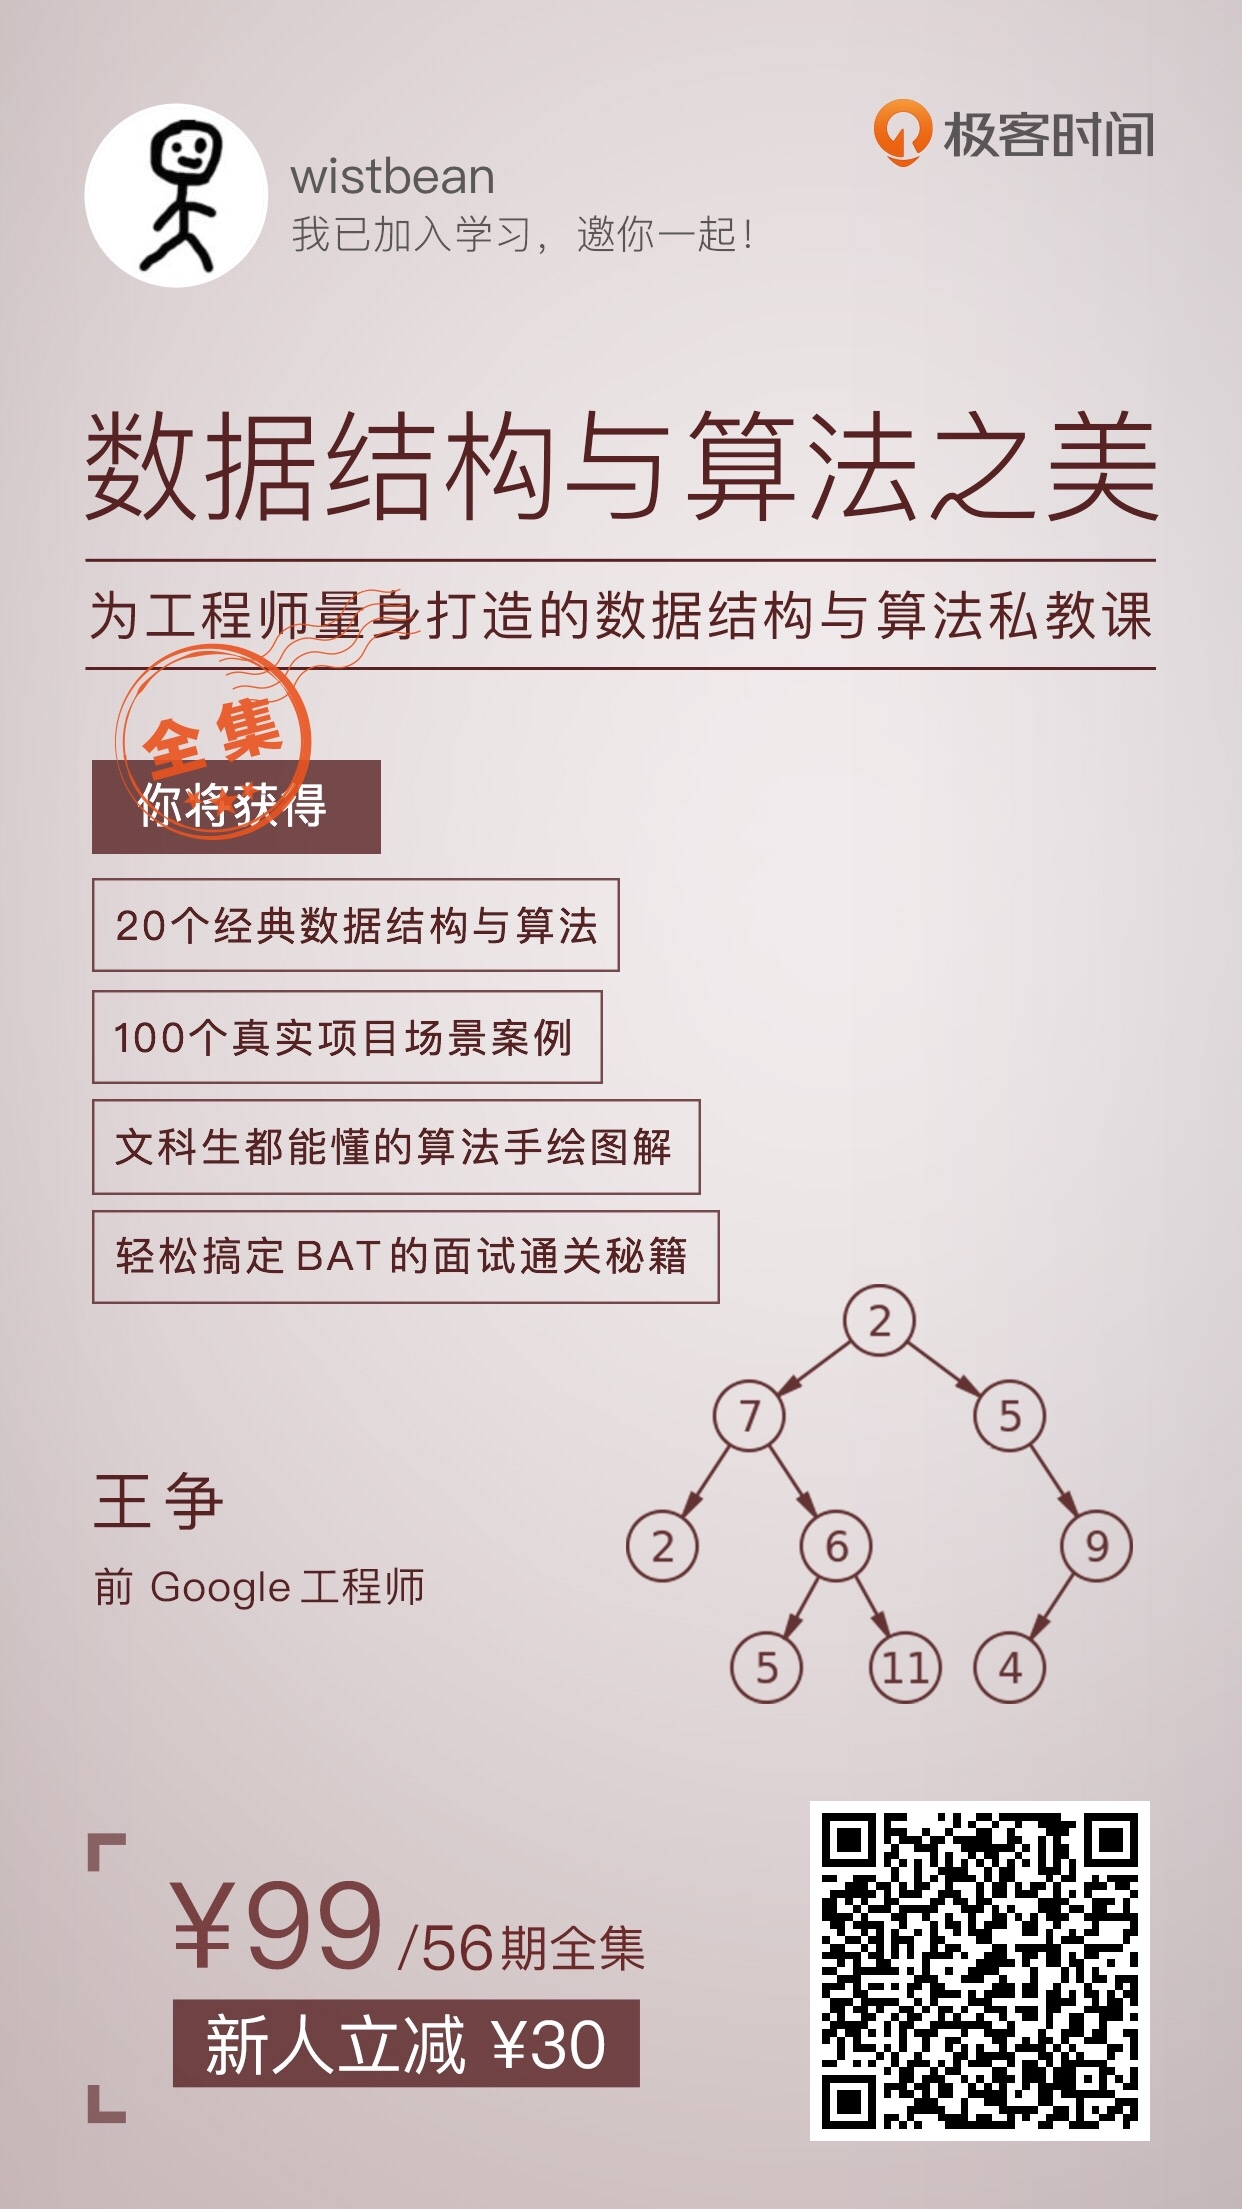 极客时间
wistbean
我已加入学习，邀你一起！
数据结构与算法之美
为工程师量身打造的数据结构与算法私教课
全集
你将获得
20个经典数据结构与算法
100个真实项目场景案例
文科生都能懂的算法手绘图解
轻松搞定BAT的面试通关秘籍
2
7 5
2 6 9
5 11 4
王争
前 Google 工程师
¥99 /56期全集
新人立减 ¥30